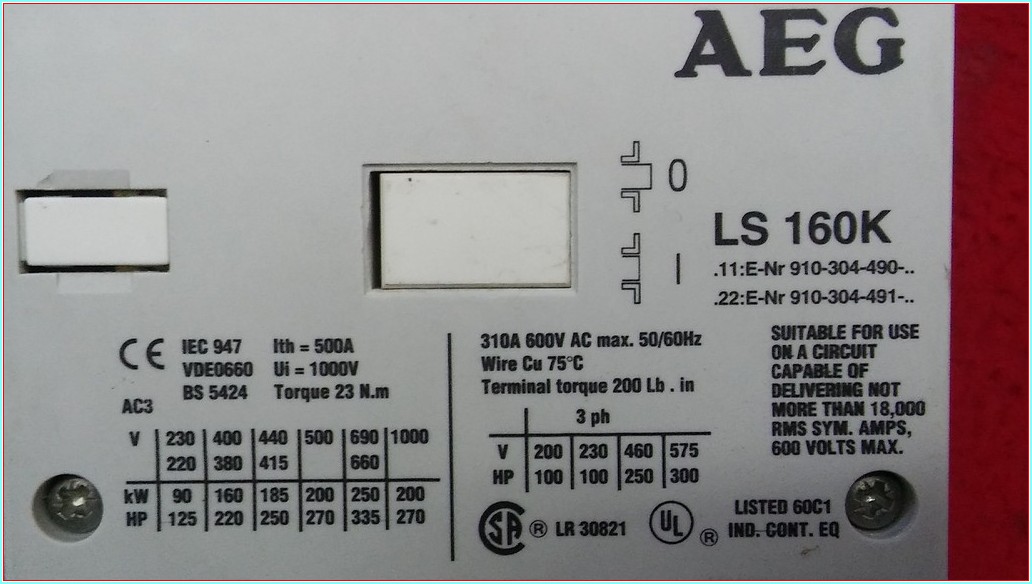 AEG
0
LS 160K
I
.11:E-Nr 910-304-490-..
.22:E-Nr 910-304-491-..
CE IEC 947 Ith = 500A
VDE0660 Ui = 1000V
BS 5424 Torque 23 N.m
AC3
V 230 400 440 500 690 1000
220 380 415 660
kW 90 160 185 200 250 200
HP 125 220 250 270 335 270
310A 600V AC max. 50/60Hz
Wire Cu 75°C
Terminal torque 200 Lb . in
3 ph
V 200 230 460 575
HP 100 100 250 300
SA ® LR 30821 UL ®
SUITABLE FOR USE
ON A CIRCUIT
CAPABLE OF
DELIVERING NOT
MORE THAN 18,000
RMS SYM. AMPS,
600 VOLTS MAX.
LISTED 60C1
IND. CONT. EQ